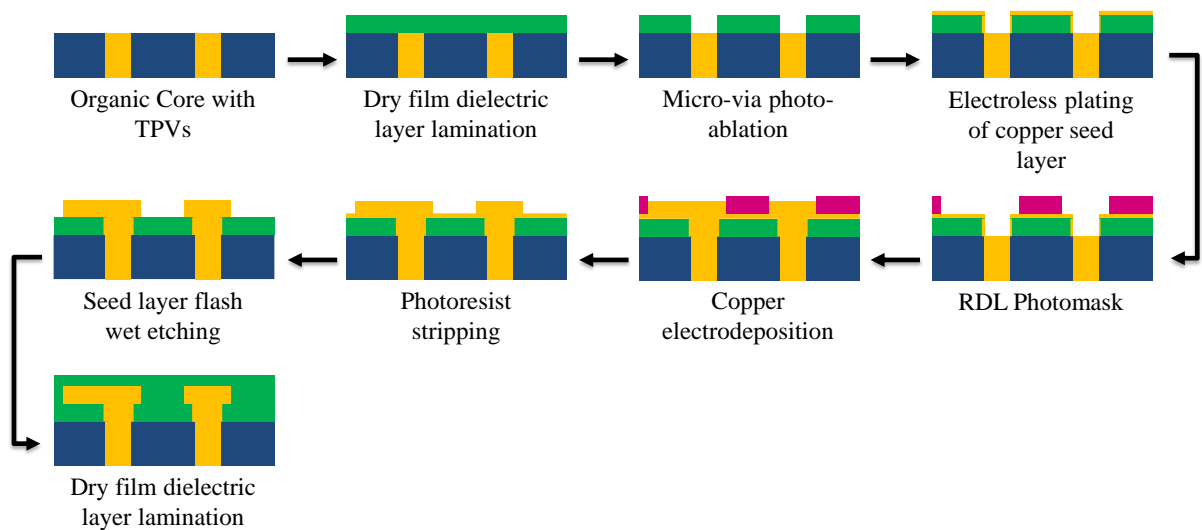 Organic Core with
TPVs
Dry film dielectric
layer lamination
Micro-via photo-
ablation
Electroless plating
of copper seed
layer
RDL Photomask
Copper
electrodeposition
Photoresist
stripping
Seed layer flash
wet etching
Dry film dielectric
layer lamination